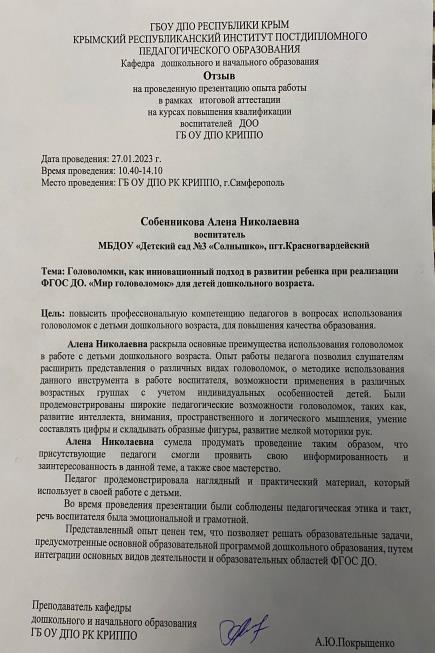 ГБОУ ДПО РЕСПУБЛИКИ КРЫМ
КРЫМСКИЙ РЕСПУБЛИКАНСКИЙ ИНСТИТУТ ПОСТДИПЛОМНОГО
ПЕДАГОГИЧЕСКОГО ОБРАЗОВАНИЯ
Кафедра дошкольного и начального образования
Отзыв
на проведенную презентацию опыта работы
в рамках итоговой аттестации
на курсах повышения квалификации
воспитателей ДОО
ГБ ОУ ДПО КРИППО
Дата проведения: 27.01.2023 г.
Время проведения: 10.40-14.10
Место проведения: ГБ ОУ ДПО РК КРИППО, г.Симферополь
Собенникова Алена Николаевна
воспитатель
МБДОУ «Детский сад №3 «Солнышко», пгт.Красногвардейский
Тема: Головоломки, как инновационный подход в развитии ребенка при реализации
ФГОС ДО. «Мир головоломок» для детей дошкольного возраста.
Цель: повысить профессиональную компетенцию педагогов в вопросах использования
головоломок с детьми дошкольного возраста, для повышения качества образования.
Алена Николаевна раскрыла основные преимущества использования головоломок
в работе с детьми дошкольного возраста. Опыт работы педагога позволил слушателям
расширить представления о различных видах головоломок, о методике использования
данного инструмента в работе воспитателя, возможности применения в различных
возрастных группах с учетом индивидуальных особенностей детей. Были
продемонстрированы широкие педагогические возможности головоломок, таких как,
развитие интеллекта, внимания, пространственного и логического мышления, умение
составлять цифры и складывать образные фигуры, развитие мелкой моторики рук.
Алена Николаевна сумела продумать проведение таким образом, что
присутствующие педагоги смогли проявить свою информированность и
заинтересованность в данной теме, а также свое мастерство.
Педагог продемонстрировала наглядный и практический материал, который
использует в своей работе с детьми.
Во время проведения презентации были соблюдены педагогическая этика и такт,
речь воспитателя была эмоциональной и грамотной.
Представленный опыт ценен тем, что позволяет решать образовательные задачи,
предусмотренные основной образовательной программой дошкольного образования, путем
интеграции основных видов деятельности и образовательных областей ФГОС ДО.
Преподаватель кафедры
дошкольного и начального образования
ГБ ОУ ДПО РК КРИППО
А.Ю.Покрыщенко